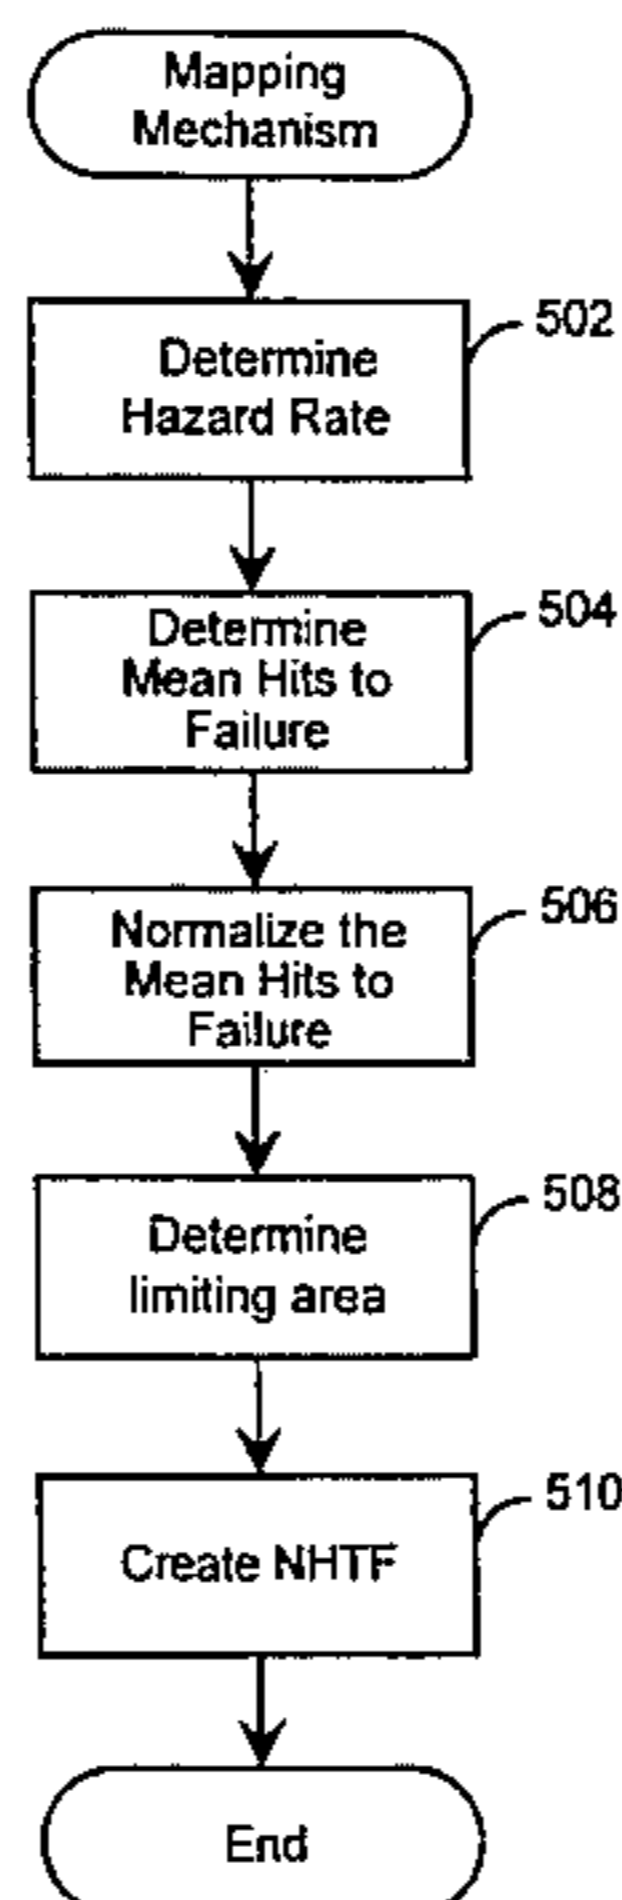 Mapping
Mechanism
502
Determine
Hazard Rate
504
Determine
Mean Hits to
Failure
506
Normalize the
Mean Hits to
Failure
508
Determine
limiting area
510
Create NHTF
End